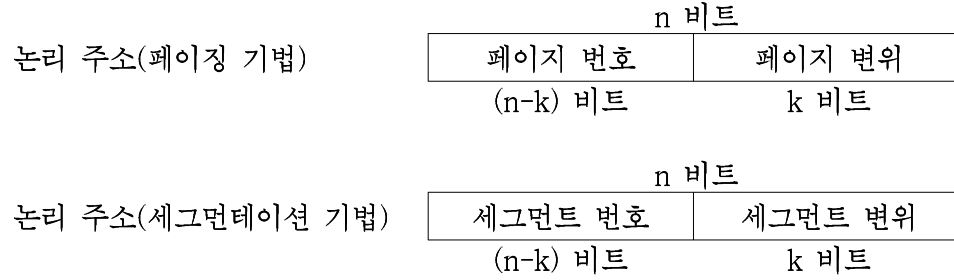 n 비트
논리 주소(페이징 기법) 페이지 번호 페이지 변위
(n-k) 비트 k 비트
n 비트
논리 주소(세그먼테이션 기법) 세그먼트 번호 세그먼트 변위
(n-k) 비트 k 비트